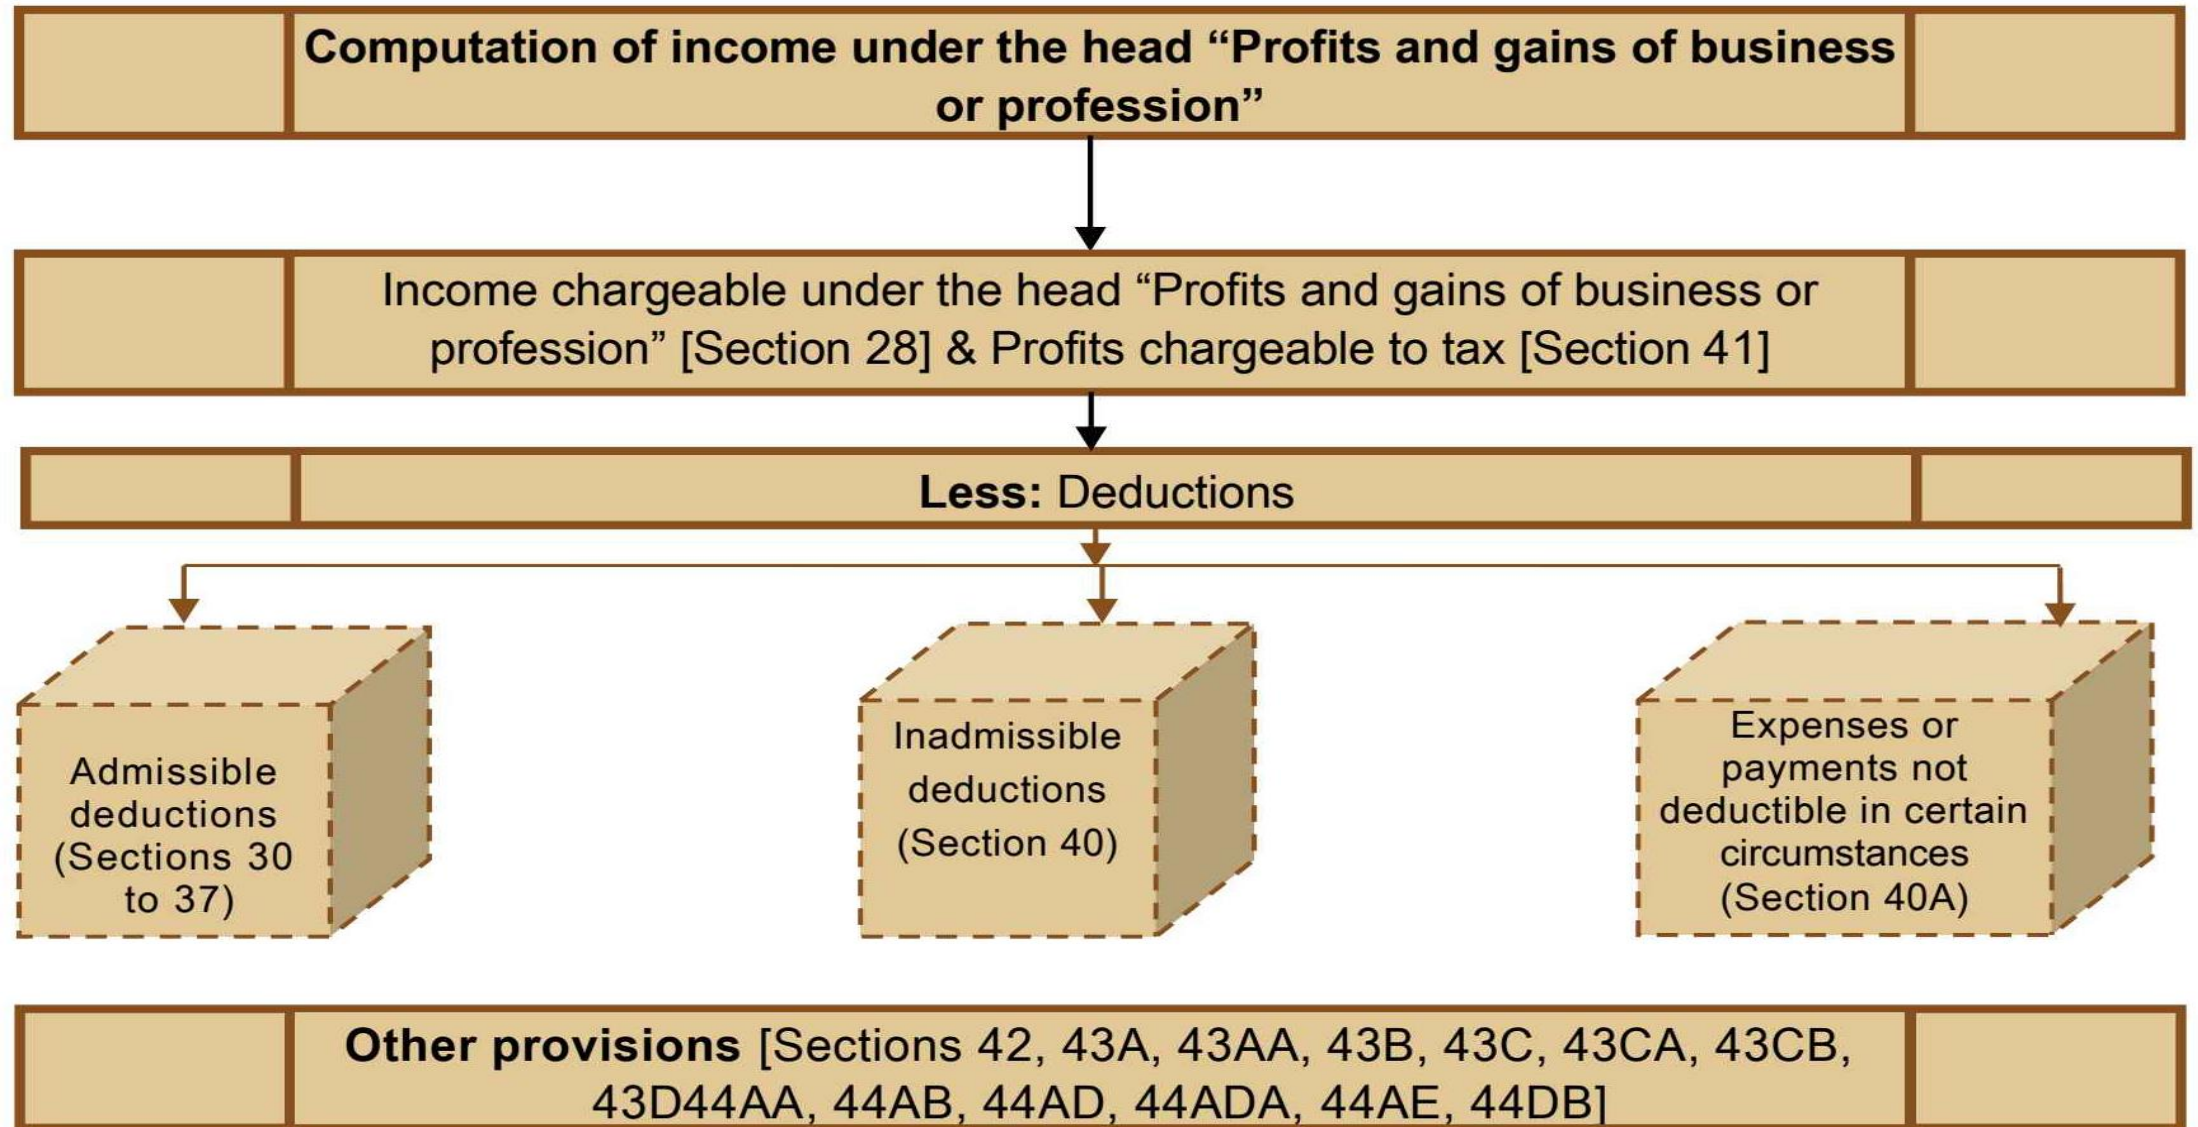 Computation of income under the head “Profits and gains of business
or profession”
Income chargeable under the head “Profits and gains of business or
profession” [Section 28] & Profits chargeable to tax [Section 41]
Less: Deductions
Admissible
deductions
(Sections 30
to 37)
Inadmissible
deductions
(Section 40)
Expenses or
payments not
deductible in certain
circumstances
(Section 40A)
Other provisions [Sections 42, 43A, 43AA, 43B, 43C, 43CA, 43CB,
43D44AA, 44AB, 44AD, 44ADA, 44AE, 44DB]